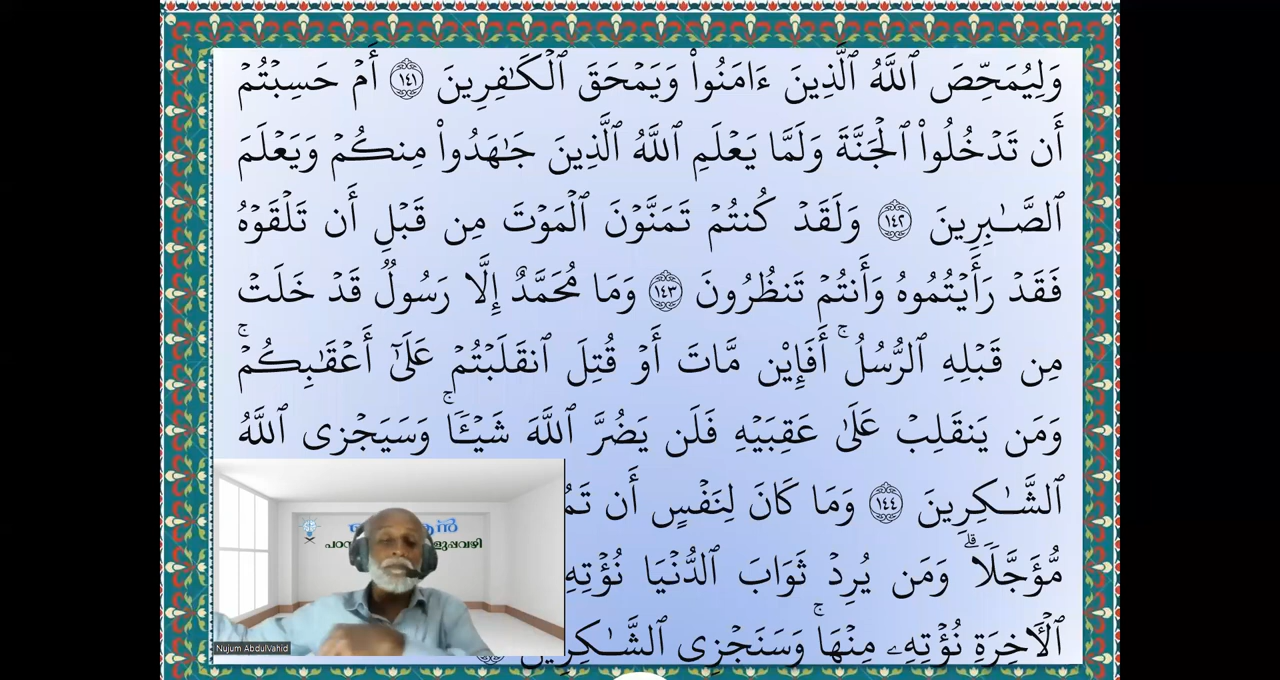 وَلِيُمَحِّصَ ٱللَّهُ ٱلَّذِينَ ءَامَنُوا۟ وَيَمْحَقَ ٱلْكَـٰفِرِينَ ١٤١ أَمْ حَسِبْتُمْ
أَن تَدْخُلُوا۟ ٱلْجَنَّةَ وَلَمَّا يَعْلَمِ ٱللَّهُ ٱلَّذِينَ جَـٰهَدُوا۟ مِنكُمْ وَيَعْلَمَ
ٱلصَّـٰبِرِينَ ١٤٢ وَلَقَدْ كُنتُمْ تَمَنَّوْنَ ٱلْمَوْتَ مِن قَبْلِ أَن تَلْقَوْهُ
فَقَدْ رَأَيْتُمُوهُ وَأَنتُمْ تَنظُرُونَ ١٤٣ وَمَا مُحَمَّدٌ إِلَّا رَسُولٌ قَدْ خَلَتْ
مِن قَبْلِهِ ٱلرُّسُلُ ۚ أَفَإِي۟ن مَّاتَ أَوْ قُتِلَ ٱنقَلَبْتُمْ عَلَىٰٓ أَعْقَـٰبِكُمْ ۚ
وَمَن يَنقَلِبْ عَلَىٰ عَقِبَيْهِ فَلَن يَضُرَّ ٱللَّهَ شَيْـًٔا ۚ وَسَيَجْزِى ٱللَّهُ
ٱلشَّـٰكِرِينَ ١٤٤ وَمَا كَانَ لِنَفْسٍ أَن
مُّؤَجَّلًا ۗ وَمَن يُرِدْ ثَوَابَ ٱلدُّنْيَا نُؤْتِهِ
ٱلْـَٔاخِرَةِ نُؤْتِهِۦ مِنْهَا ۚ وَسَنَجْزِى ٱلشَّـٰكِرِينَ
Nujum AbdulVahid